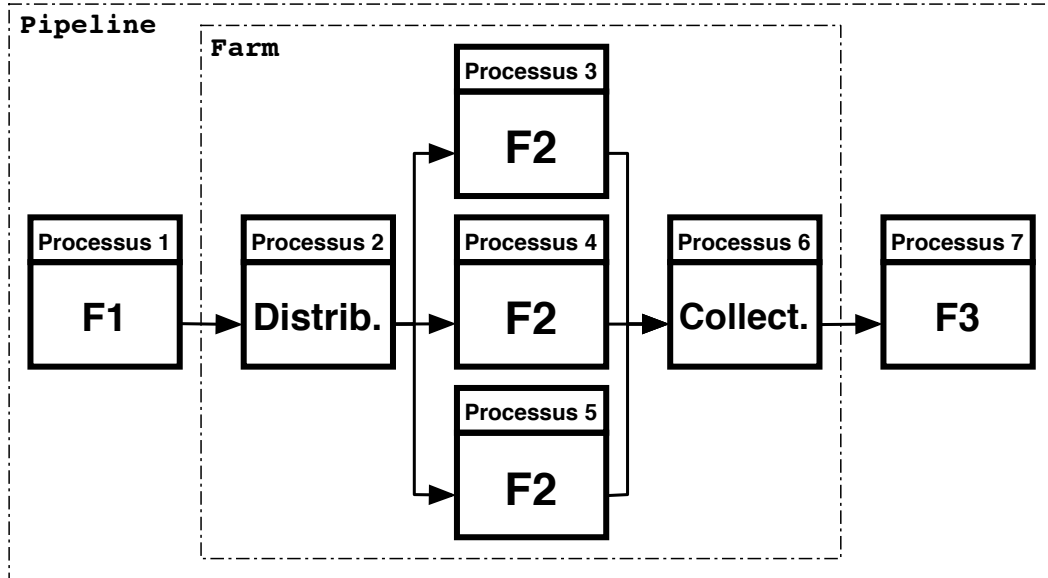 Pipeline
Farm
Processus 3
F2
Processus 1
F1
Processus 2
Distrib.
Processus 4
F2
Processus 6
Collect.
Processus 7
F3
Processus 5
F2